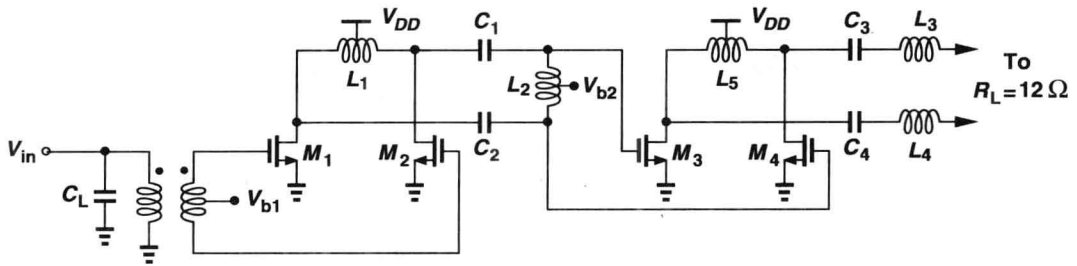 V_DD
C_1
L_1
L_2
V_b2
C_2
V_in
M_1
M_2
C_L
V_b1
V_DD
C_3
L_3
L_5
To
R_L = 12 Ω
M_3
M_4
C_4
L_4